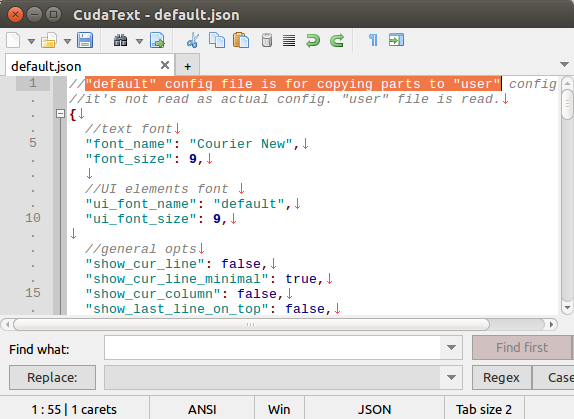 CudaText - default.json
default.json
+
1 //"default" config file is for copying parts to "user" config
. //it's not read as actual config. "user" file is read.↓
. {↓
. //text font↓
5 "font_name": "Courier New",↓
. "font_size": 9,↓
. ↓
. //UI elements font ↓
. "ui_font_name": "default",↓
10 "ui_font_size": 9,↓
. ↓
. //general opts↓
. "show_cur_line": false,↓
. "show_cur_line_minimal": true,↓
15 "show_cur_column": false,↓
. "show_last_line_on_top": false,↓
Find what:
Find first
Replace:
Regex
Case
1 : 55 | 1 carets
ANSI
Win
JSON
Tab size 2